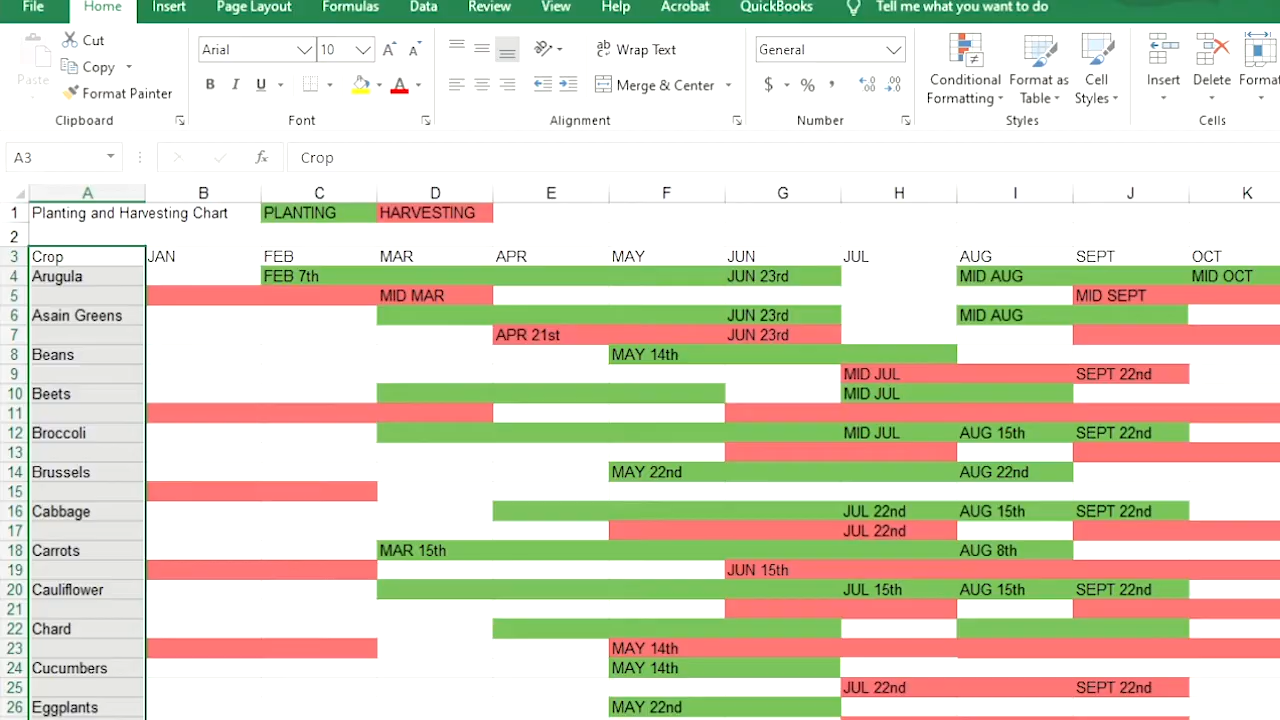 File Home Insert Page Layout Formulas Data Review View Help Acrobat QuickBooks Tell me what you want to do
Paste
Cut
Copy
Format Painter
Clipboard
Arial 10 A A
B I U A
Font
ab Wrap Text
Merge & Center
Alignment
General
$ % , .00
Number
Conditional Formatting
Format as Table
Cell Styles
Styles
Insert Delete Format
Cells
A3 fx Crop
A B C D E F G H I J K
1 Planting and Harvesting Chart PLANTING HARVESTING
2
3 Crop JAN FEB MAR APR MAY JUN JUL AUG SEPT OCT
4 Arugula FEB 7th JUN 23rd MID AUG MID OCT
5 MID MAR MID SEPT
6 Asain Greens JUN 23rd MID AUG
7 APR 21st JUN 23rd
8 Beans MAY 14th
9 MID JUL SEPT 22nd
10 Beets MID JUL
11
12 Broccoli MID JUL AUG 15th SEPT 22nd
13
14 Brussels MAY 22nd AUG 22nd
15
16 Cabbage JUL 22nd AUG 15th SEPT 22nd
17 JUL 22nd
18 Carrots MAR 15th AUG 8th
19 JUN 15th
20 Cauliflower JUL 15th AUG 15th SEPT 22nd
21
22 Chard
23 MAY 14th
24 Cucumbers MAY 14th
25 JUL 22nd SEPT 22nd
26 Eggplants MAY 22nd